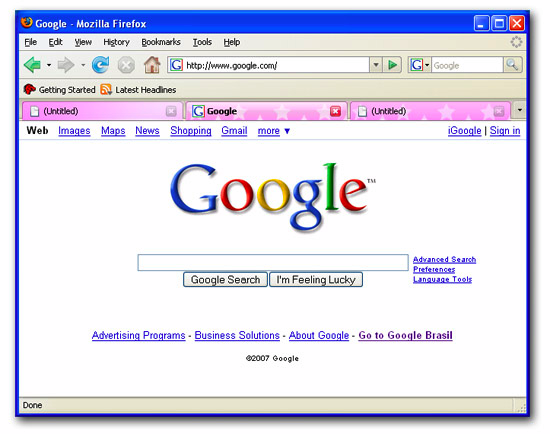 Google - Mozilla Firefox
File Edit View History Bookmarks Tools Help
G http://www.google.com/ G Google
Getting Started Latest Headlines
(Untitled) G Google (Untitled)
Web Images Maps News Shopping Gmail more ▼ iGoogle | Sign in
Google™
Advanced Search
Preferences
Google Search I'm Feeling Lucky Language Tools
Advertising Programs - Business Solutions - About Google - Go to Google Brasil
©2007 Google
Done